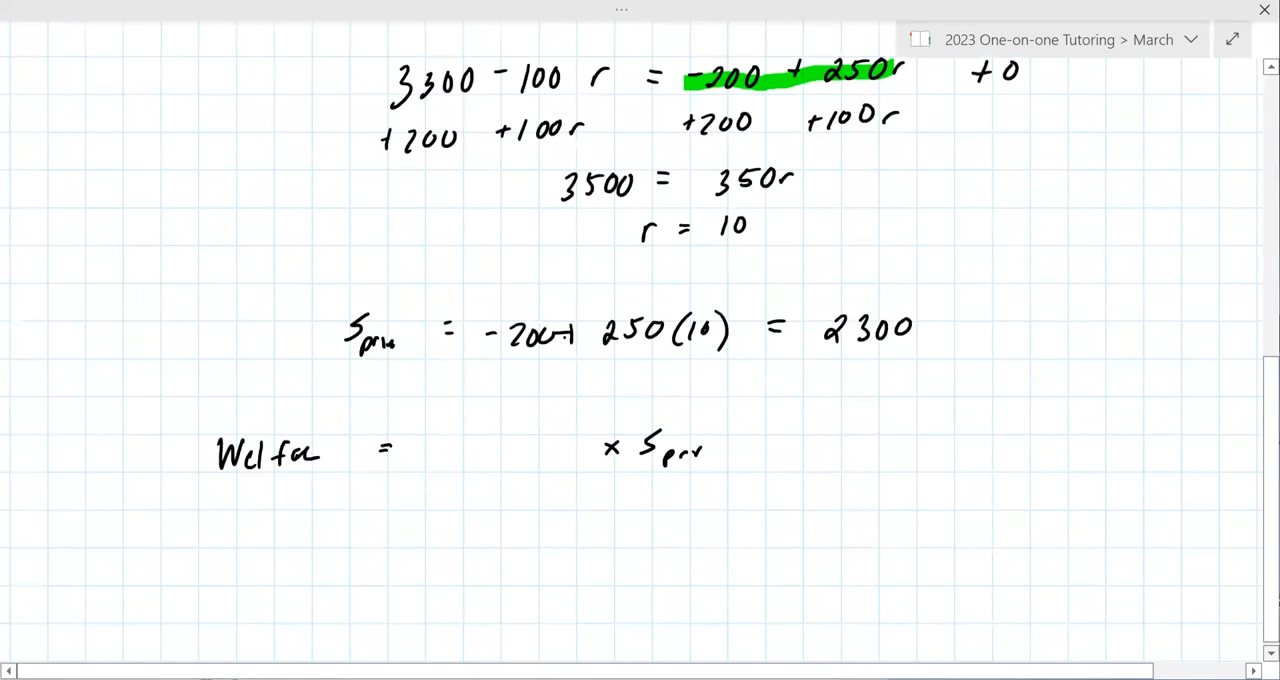 2023 One-on-one Tutoring > March
3300 - 100 r = -200 + 250r + 0
+200 +100r +200 +100r
3500 = 350r
r = 10
= -200+ 250(10) = 2300
= x